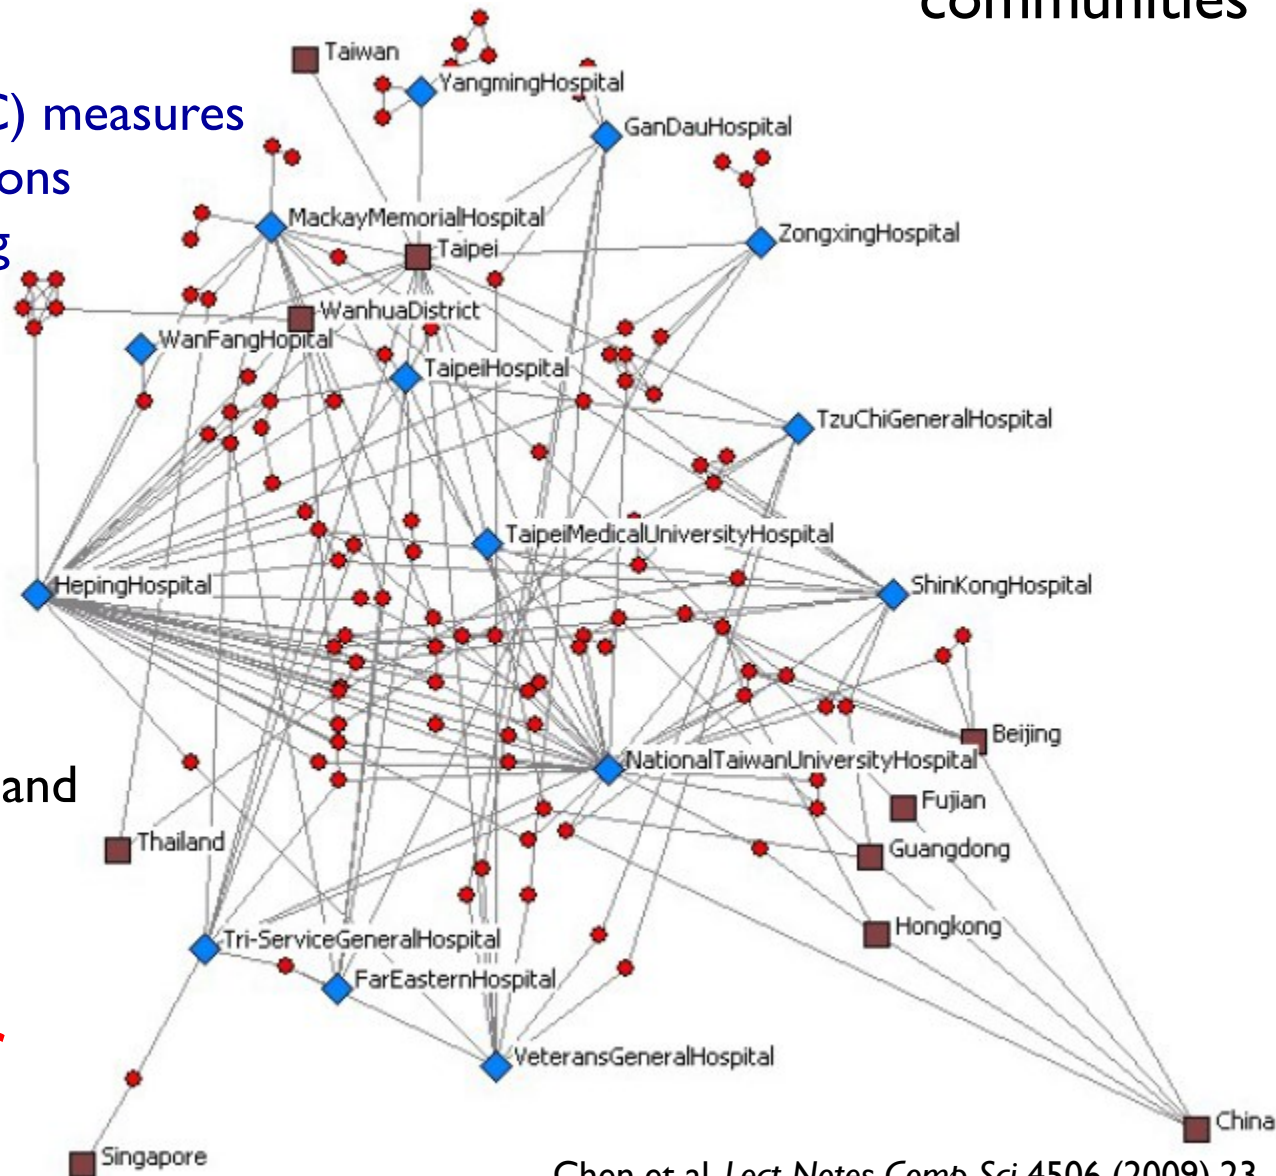 communities
Taiwan
YangmingHospital
C) measures
GanDauHospital
ons
MackayMemorialHospital
ZongxingHospital
Taipei
g
WanhuaDistrict
WanFangHopital
TaipeiHospital
TzuChiGeneralHospital
TaipeiMedicalUniversityHospital
HepingHospital
ShinKongHospital
Beijing
NationalTaiwanUniversityHospital
and
Fujian
Thailand
Guangdong
Hongkong
Tri-ServiceGeneralHospital
FarEasternHospital
VeteransGeneralHospital
China
Singapore
Chen et al. Lect Notes Comp Sci 4506 (2009) 23